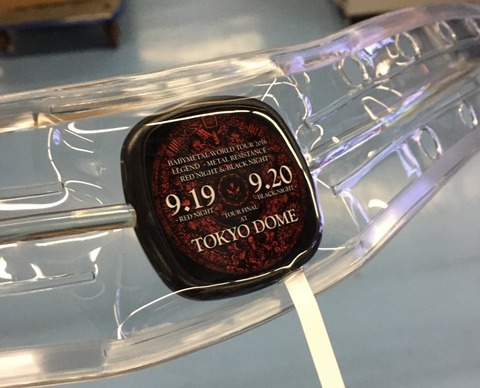 BABYMETAL WORLD TOUR 2016
LEGEND - METAL RESISTANCE -
RED NIGHT & BLACK NIGHT
9.19 9.20
RED NIGHT BLACK NIGHT
TOUR FINAL
AT
TOKYO DOME